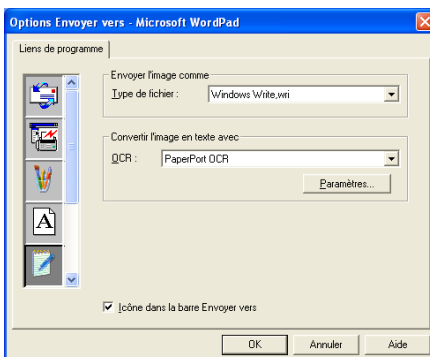 Options Envoyer vers - Microsoft WordPad
Liens de programme
Envoyer l'image comme
Type de fichier : Windows Write,wri
Convertir l'image en texte avec
OCR : PaperPort OCR
Paramètres...
A
Icône dans la barre Envoyer vers
OK Annuler Aide